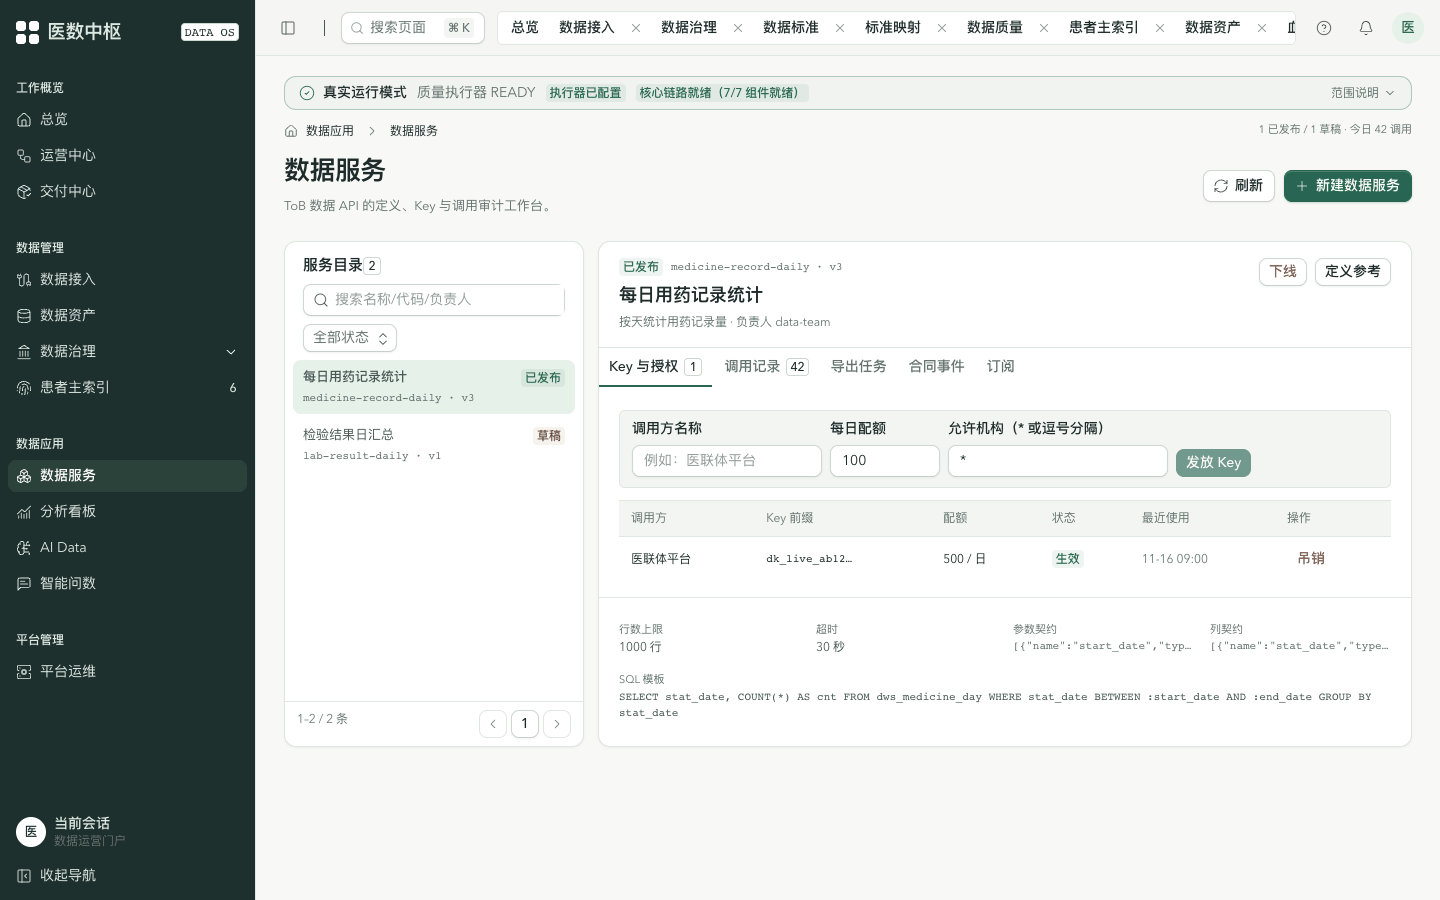 医数中枢
DATA OS
工作概览
总览
运营中心
交付中心
数据管理
数据接入
数据资产
数据治理
患者主索引 6
数据应用
数据服务
分析看板
AI Data
智能问数
平台管理
平台运维
医
当前会话
数据运营门户
收起导航
搜索页面 ⌘ K
总览 数据接入 数据治理 数据标准 标准映射 数据质量 患者主索引 数据资产
医
真实运行模式 质量执行器 READY 执行器已配置 核心链路就绪（7/7 组件就绪） 范围说明
数据应用 数据服务
1 已发布 / 1 草稿 · 今日 42 调用
数据服务
ToB 数据 API 的定义、Key 与调用审计工作台。
刷新 新建数据服务
服务目录 2
搜索名称/代码/负责人
全部状态
每日用药记录统计 已发布
medicine-record-daily · v3
检验结果日汇总 草稿
lab-result-daily · v1
1-2 / 2 条 1
已发布 medicine-record-daily · v3
每日用药记录统计
按天统计用药记录量 · 负责人 data-team
下线 定义参考
Key 与授权 1 调用记录 42 导出任务 合同事件 订阅
调用方名称 每日配额 允许机构（* 或逗号分隔）
例如：医联体平台 100 * 发放 Key
调用方 Key 前缀 配额 状态 最近使用 操作
医联体平台 dk_live_ab12… 500 / 日 生效 11-16 09:00 吊销
行数上限 超时 参数契约 列契约
1000 行 30 秒 [{"name":"start_date","typ… [{"name":"stat_date","type…
SQL 模板
SELECT stat_date, COUNT(*) AS cnt FROM dws_medicine_day WHERE stat_date BETWEEN :start_date AND :end_date GROUP BY
stat_date